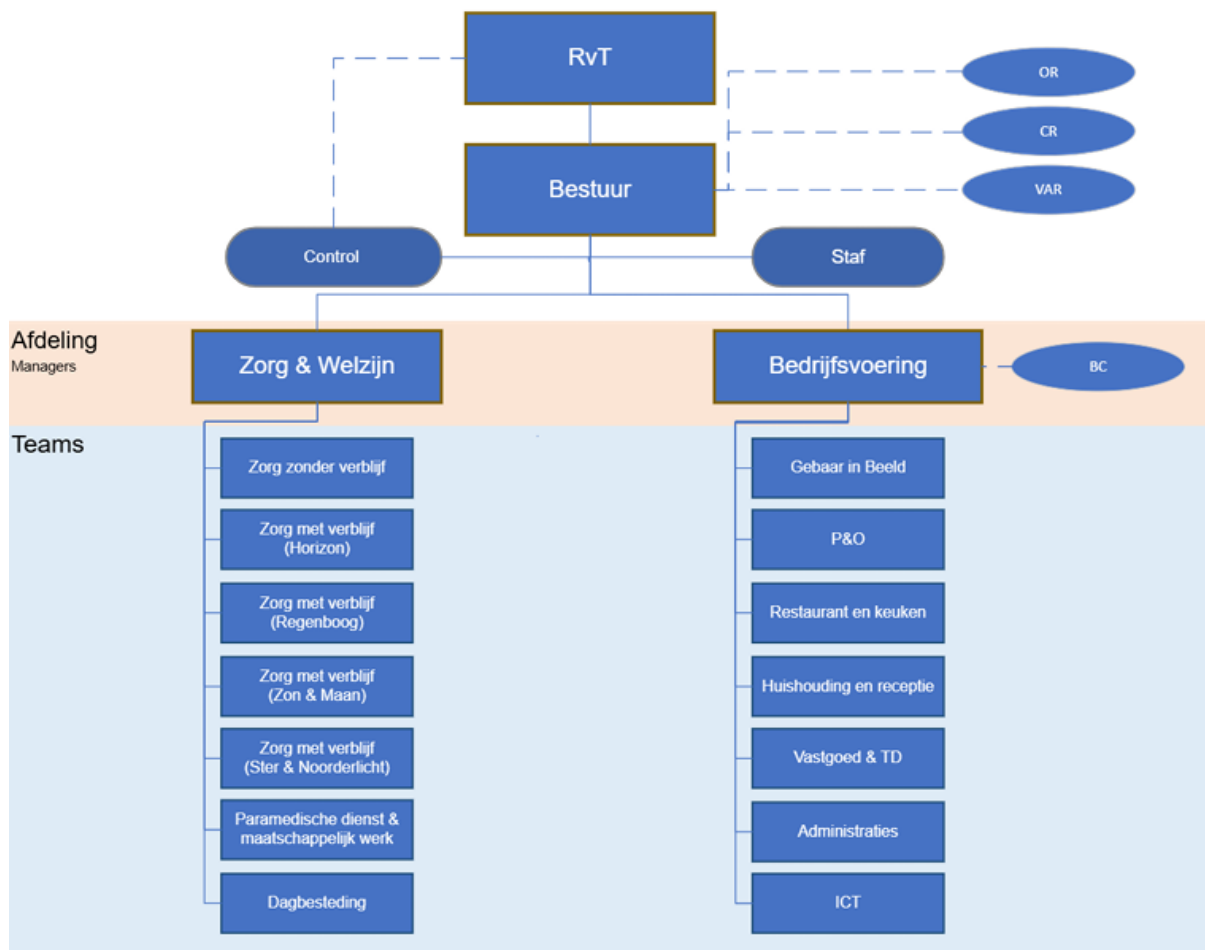 RvT
OR
CR
Bestuur
VAR
Control
Staf
Afdeling
Managers
Zorg & Welzijn
Bedrijfsvoering
BC
Teams
Zorg zonder verblijf
Zorg met verblijf
(Horizon)
Zorg met verblijf
(Regenboog)
Zorg met verblijf
(Zon & Maan)
Zorg met verblijf
(Ster & Noorderlicht)
Paramedische dienst &
maatschappelijk werk
Dagbesteding
Gebaar in Beeld
P&O
Restaurant en keuken
Huishouding en receptie
Vastgoed & TD
Administraties
ICT